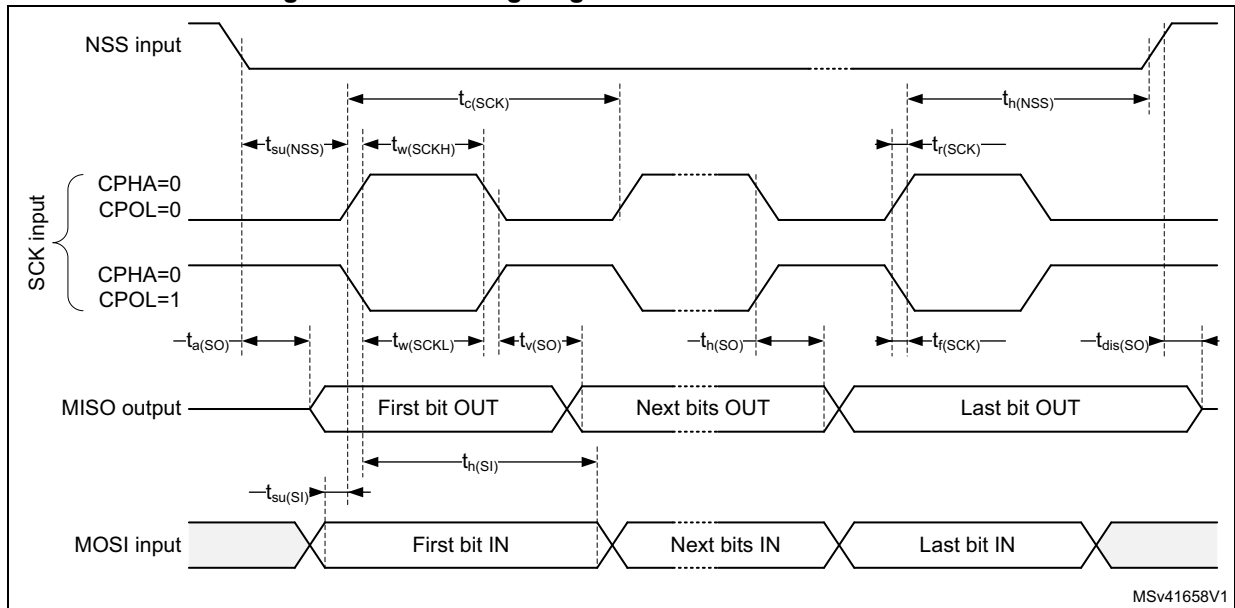 NSS input
tc(SCK)
th(NSS)
tsu(NSS)
tw(SCKH)
tr(SCK)
SCK input
CPHA=0
CPOL=0
CPHA=0
CPOL=1
ta(SO)
tw(SCKL)
tv(SO)
th(SO)
tf(SCK)
tdis(SO)
MISO output
First bit OUT
Next bits OUT
Last bit OUT
th(SI)
tsu(SI)
MOSI input
First bit IN
Next bits IN
Last bit IN
MSv41658V1